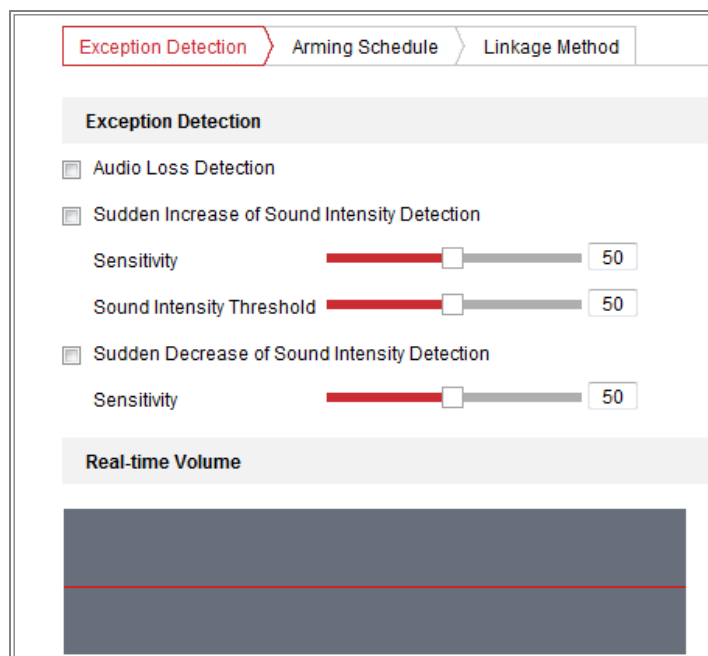 Exception Detection Arming Schedule Linkage Method
Exception Detection
Audio Loss Detection
Sudden Increase of Sound Intensity Detection
Sensitivity 50
Sound Intensity Threshold 50
Sudden Decrease of Sound Intensity Detection
Sensitivity 50
Real-time Volume